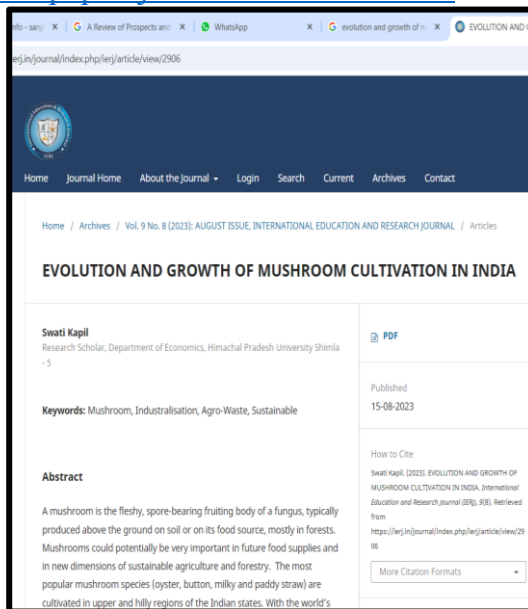 nfo - sanj
A Review of Prospects and
WhatsApp
evolution and growth of m
EVOLUTION AND
erj.in/journal/index.php/ierj/article/view/2906
Home Journal Home About the Journal Login Search Current Archives Contact
Home / Archives / Vol. 9 No. 8 (2023): AUGUST ISSUE, INTERNATIONAL EDUCATION AND RESEARCH JOURNAL / Articles
EVOLUTION AND GROWTH OF MUSHROOM CULTIVATION IN INDIA
Swati Kapil
Research Scholar, Department of Economics, Himachal Pradesh University Shimla
- 5
Keywords: Mushroom, Industralisation, Agro-Waste, Sustainable
Abstract
A mushroom is the fleshy, spore-bearing fruiting body of a fungus, typically
produced above the ground on soil or on its food source, mostly in forests.
Mushrooms could potentially be very important in future food supplies and
in new dimensions of sustainable agriculture and forestry. The most
popular mushroom species (oyster, button, milky and paddy straw) are
cultivated in upper and hilly regions of the Indian states. With the world's
PDF
Published
15-08-2023
How to Cite
Swati Kapil. (2023). EVOLUTION AND GROWTH OF
MUSHROOM CULTIVATION IN INDIA. International
Education and Research Journal (IERJ), 9(8). Retrieved
from
https://ierj.in/journal/index.php/ierj/article/view/29
06
More Citation Formats